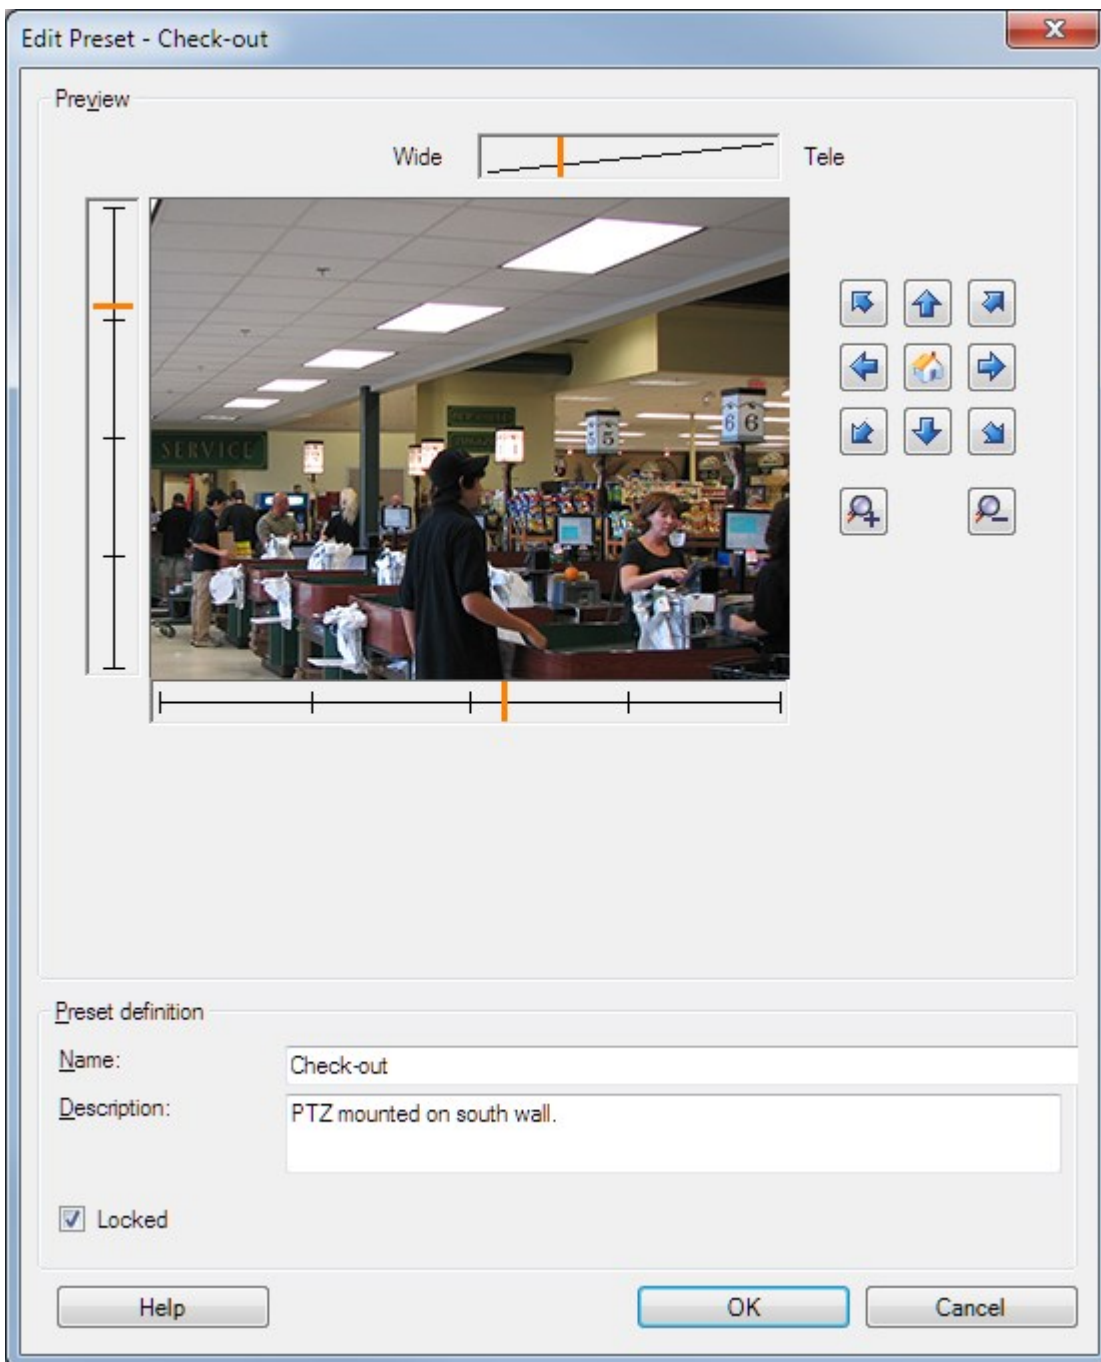 Edit Preset - Check-out
Preview
Wide
Tele
SERVICE
5 5
6 6
Preset definition
Name:
Check-out
Description:
PTZ mounted on south wall.
Locked
Help
OK
Cancel